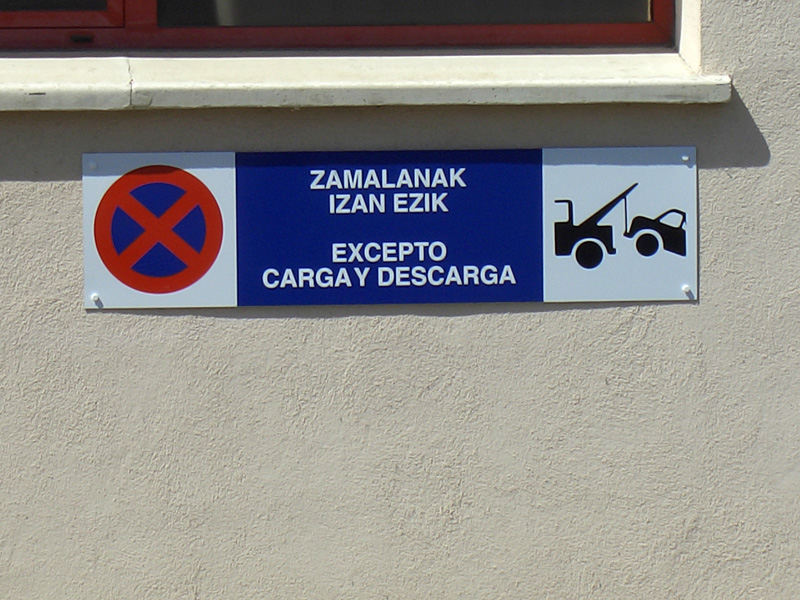 ZAMALANAK
IZAN EZIK
EXCEPTO
CARGA Y DESCARGA